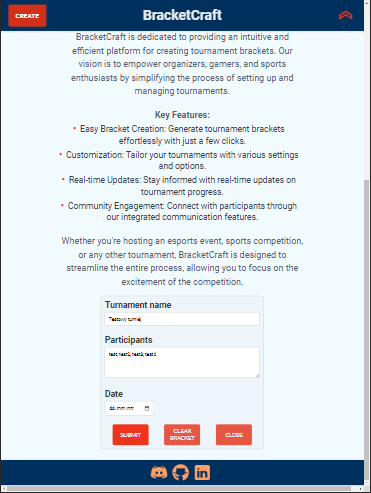 CREATE
BracketCraft
BracketCraft is dedicated to providing an intuitive and
efficient platform for creating tournament brackets. Our
vision is to empower organizers, gamers, and sports
enthusiasts by simplifying the process of setting up and
managing tournaments.
Key Features:
• Easy Bracket Creation: Generate tournament brackets
effortlessly with just a few clicks.
• Customization: Tailor your tournaments with various settings
and options.
• Real-time Updates: Stay informed with real-time updates on
tournament progress.
• Community Engagement: Connect with participants through
our integrated communication features.
Whether you're hosting an esports event, sports competition,
or any other tournament, BracketCraft is designed to
streamline the entire process, allowing you to focus on the
excitement of the competition.
Turnament name
Testowy turniej
Participants
test, test2, test3, test4
Date
dd.mm.rrrr
SUBMIT
CLEAR
BRACKET
CLOSE